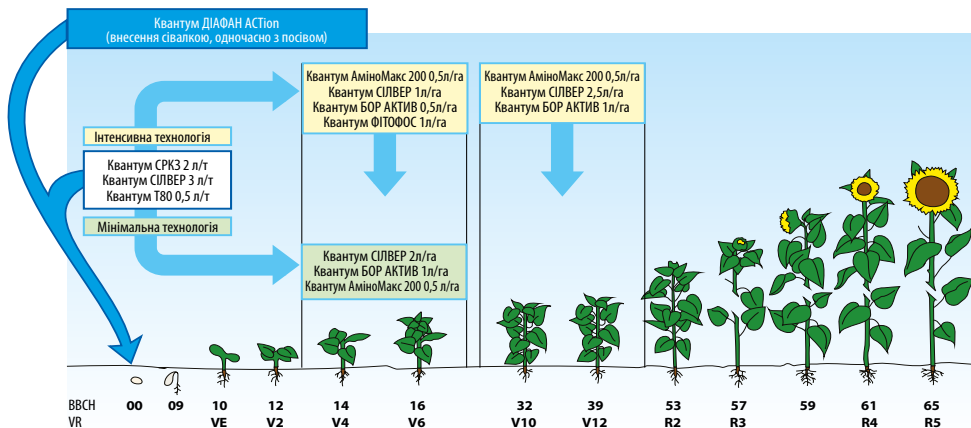 Квантум ДІАФАН ACTion
(внесення сівалкою, одночасно з посівом)
Квантум АміноМакс 200 0,5л/га
Квантум СІЛВЕР 1л/га
Квантум БОР АКТИВ 0,5л/га
Квантум ФІТОФОС 1л/га
Квантум АміноМакс 200 0,5л/га
Квантум СІЛВЕР 2,5л/га
Квантум БОР АКТИВ 1л/га
Інтенсивна технологія
Квантум СРКЗ 2 л/т
Квантум СІЛВЕР 3 л/т
Квантум Т80 0,5 л/т
Мінімальна технологія
Квантум СІЛВЕР 2л/га
Квантум БОР АКТИВ 1л/га
Квантум АміноМакс 200 0,5 л/га
BBCH 00 09 10 12 14 16 32 39 53 57 59 61 65
VR VE V2 V4 V6 V10 V12 R2 R3 R4 R5